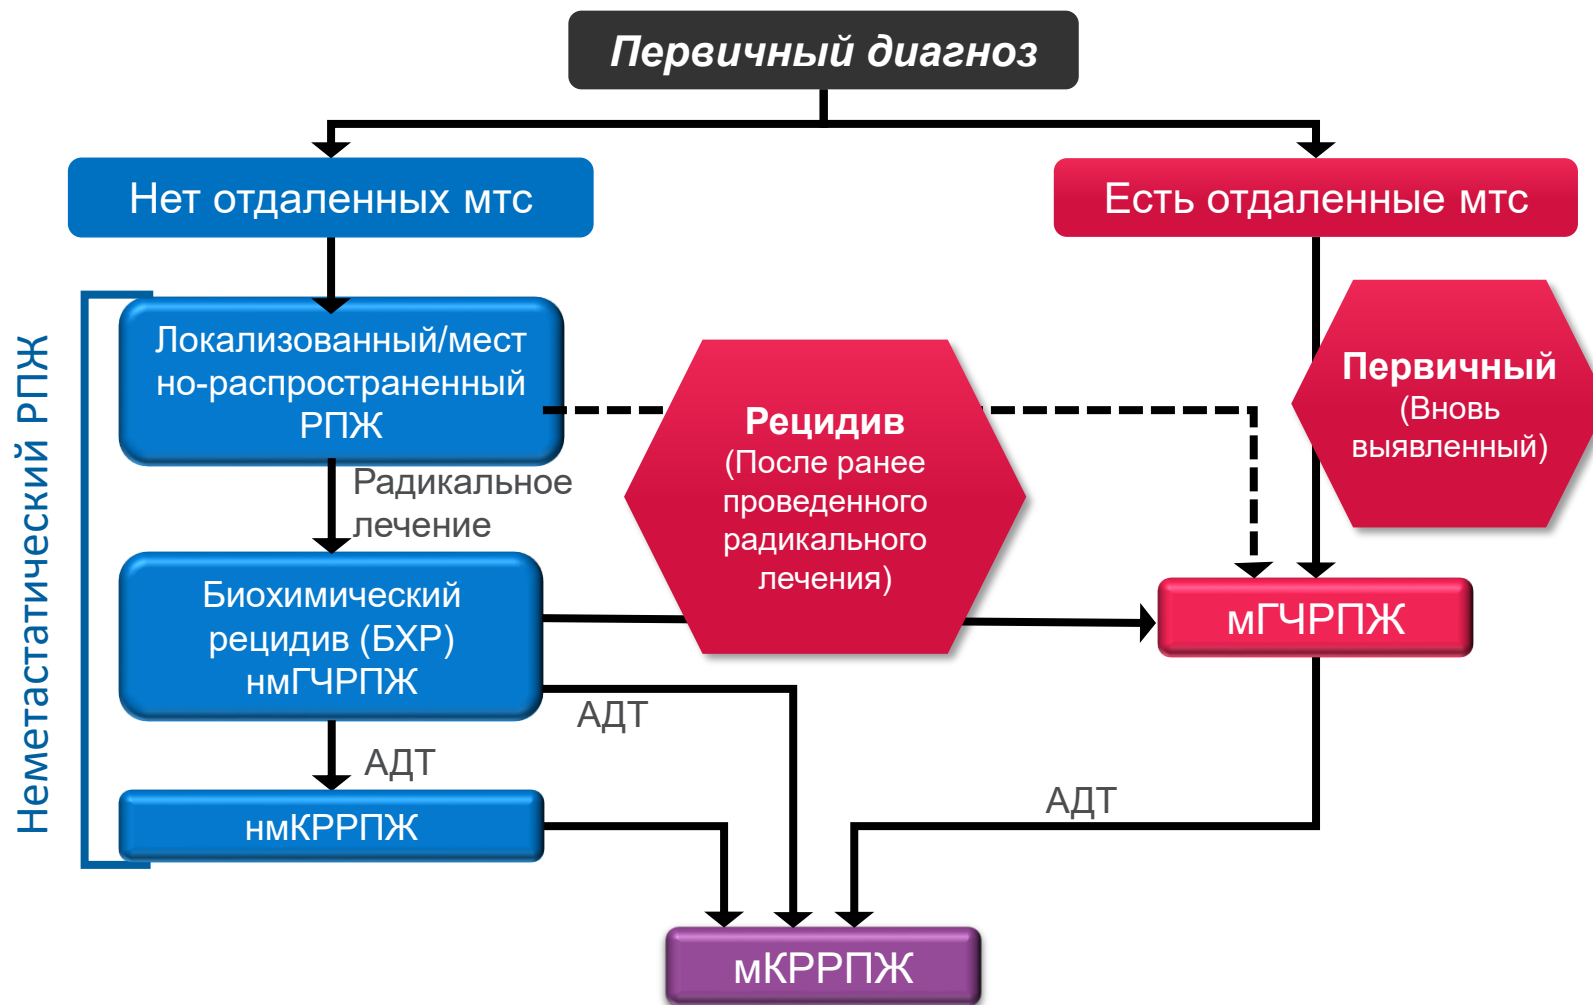 Первичный диагноз
Нет отдаленных мтс
Есть отдаленные мтс
Неметастатический РПЖ
Локализованный/мест
но-распространенный
РПЖ
Рецидив
(После ранее
проведенного
радикального
лечения)
Первичный
(Вновь
выявленный)
Радикальное
лечение
Биохимический
рецидив (БХР)
нмГЧРПЖ
мГЧРПЖ
АДТ
АДТ
АДТ
нмКРРПЖ
мКРРПЖ